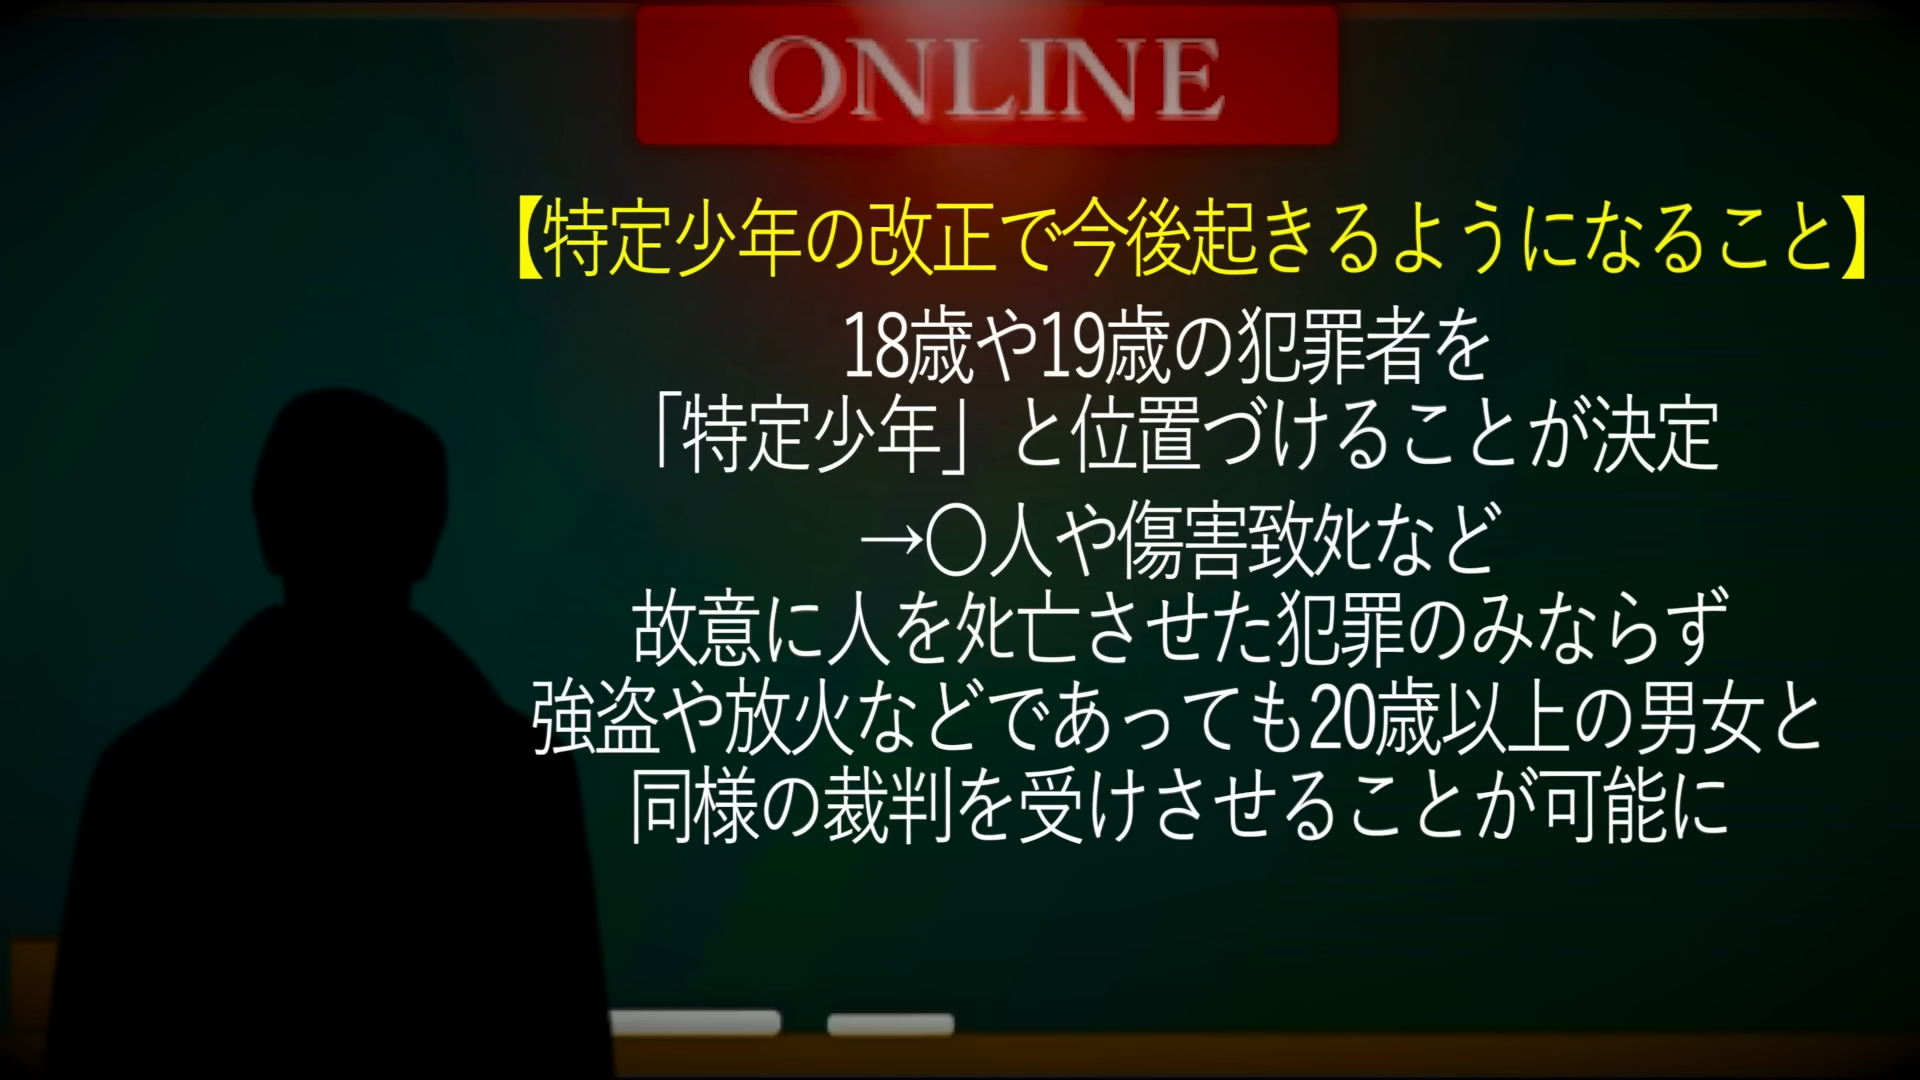 ONLINE
【特定少年の改正で今後起きるようになること】
18歳や19歳の犯罪者を
「特定少年」と位置づけることが決定
→〇人や傷害致タヒなど
故意に人をタヒ亡させた犯罪のみならず
強盗や放火などであっても20歳以上の男女と
同様の裁判を受けさせることが可能に